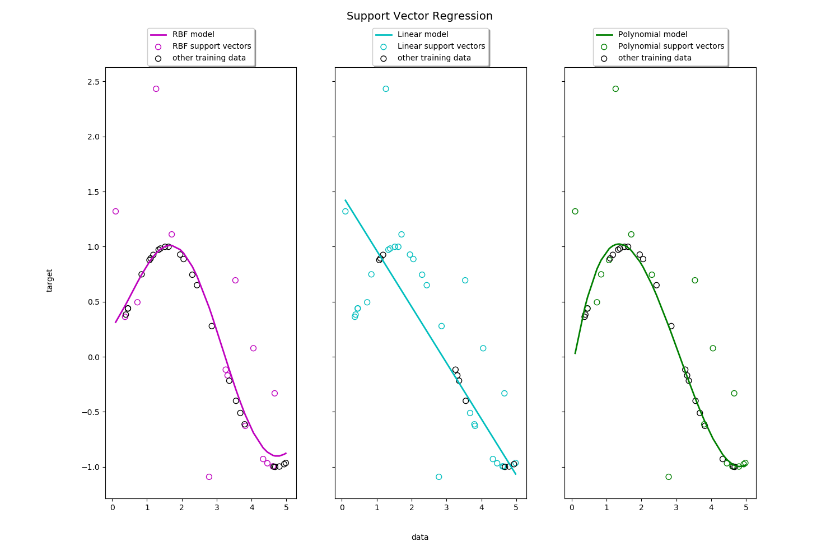 Support Vector Regression
RBF model
RBF support vectors
other training data
Linear model
Linear support vectors
other training data
Polynomial model
Polynomial support vectors
other training data
2.5
2.0
1.5
1.0
0.5
0.0
−0.5
−1.0
target
0 1 2 3 4 5
0 1 2 3 4 5
0 1 2 3 4 5
data